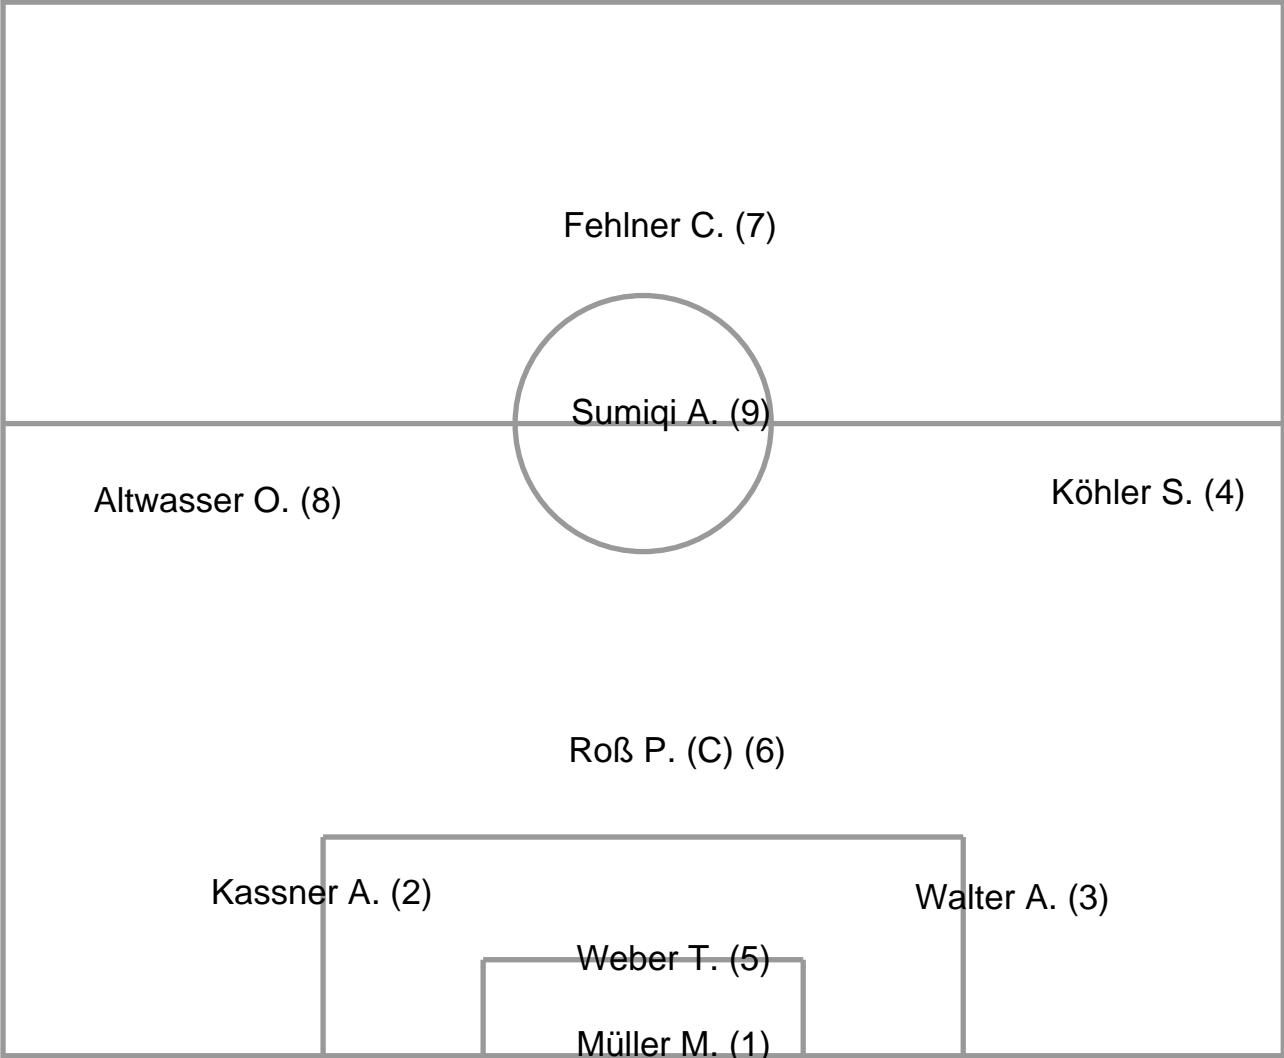 Fehlner C. (7)
Sumiqi A. (9)
Altwasser O. (8)
Köhler S. (4)
Roß P. (C) (6)
Kassner A. (2)
Walter A. (3)
Weber T. (5)
Müller M. (1)